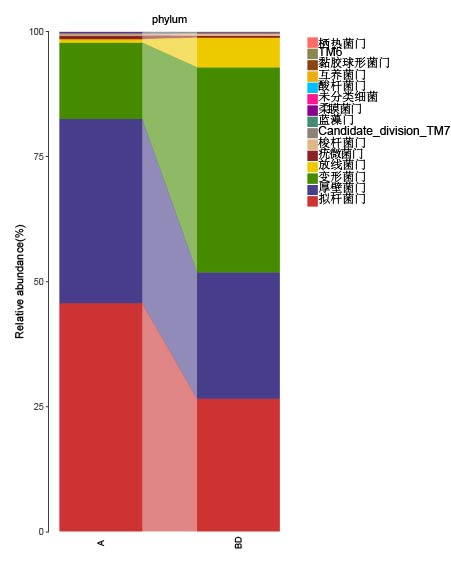 phylum
100
75
50
25
0
Relative abundance(%)
A
BD
栖热菌门
TM6
黏胶球形菌门
互养菌门
酸杆菌门
未分类细菌
柔膜菌门
蓝藻门
Candidate_division_TM7
梭杆菌门
疣微菌门
放线菌门
变形菌门
厚壁菌门
拟杆菌门